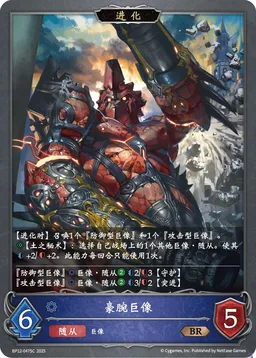 进化
【进化时】召唤1个『防御型巨像』和1个『攻击型巨像』。
【土之秘术】：选择自己战场上的1个其他巨像·随从。使其
+2/+2。此能力每回合只能使用1次。
『防御型巨像』巨像·随从 2 2/3【守护】
『攻击型巨像』巨像·随从 2 3/2【突进】
豪腕巨像
6
随从 巨像
BR
5
BP12-047SC 2025
© Cygames, Inc. Published by NetEase Games